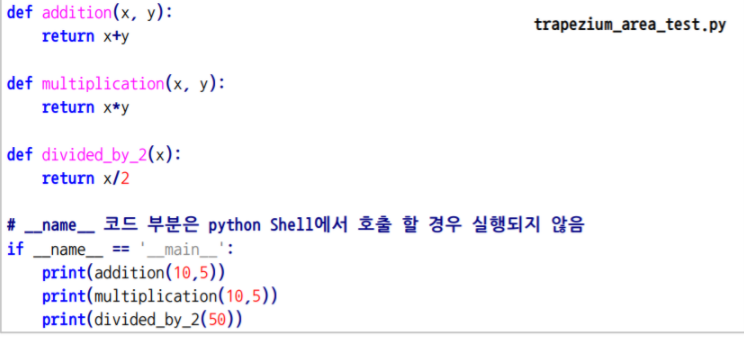 def addition(x, y):
    return x+y
trapezium_area_test.py
def multiplication(x, y):
    return x*y
def divided_by_2(x):
    return x/2
# __name__ 코드 부분은 python Shell에서 호출 할 경우 실행되지 않음
if __name__ == '__main__':
    print(addition(10,5))
    print(multiplication(10,5))
    print(divided_by_2(50))